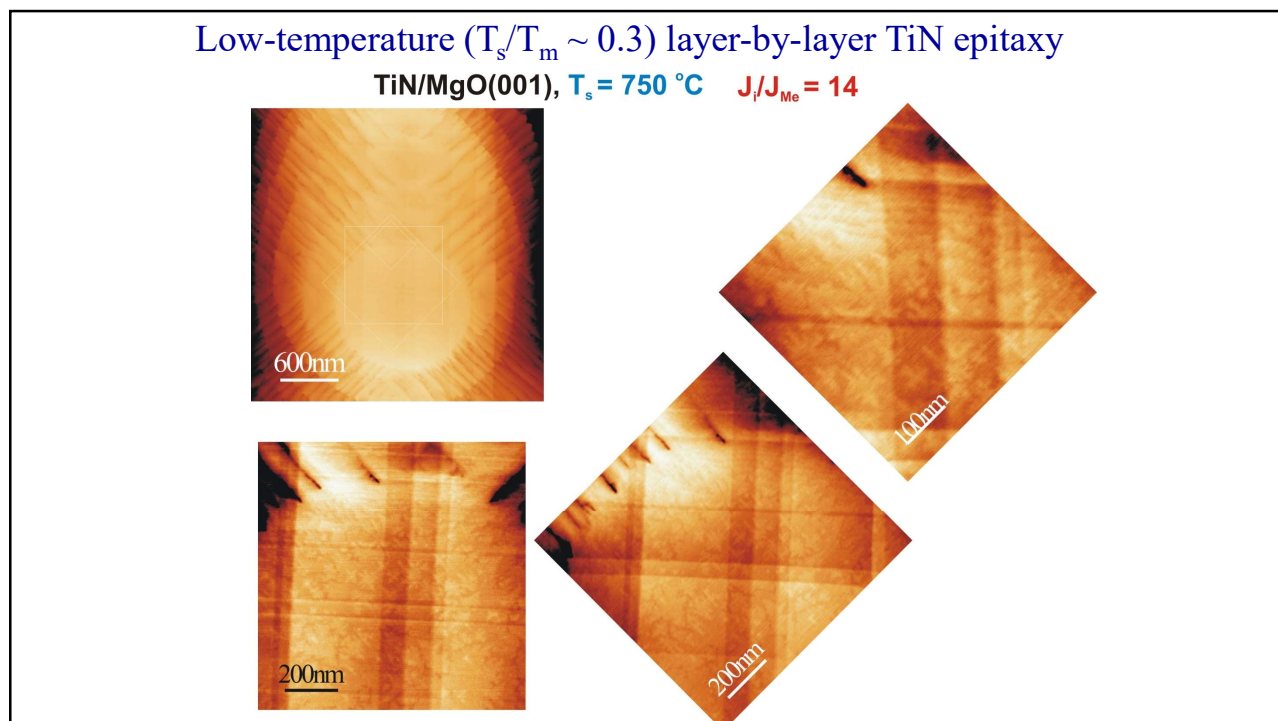 Low-temperature (Ts/Tm ~ 0.3) layer-by-layer TiN epitaxy
TiN/MgO(001), Ts = 750 °C Ji/JMe = 14
600nm
100nm
200nm
200nm